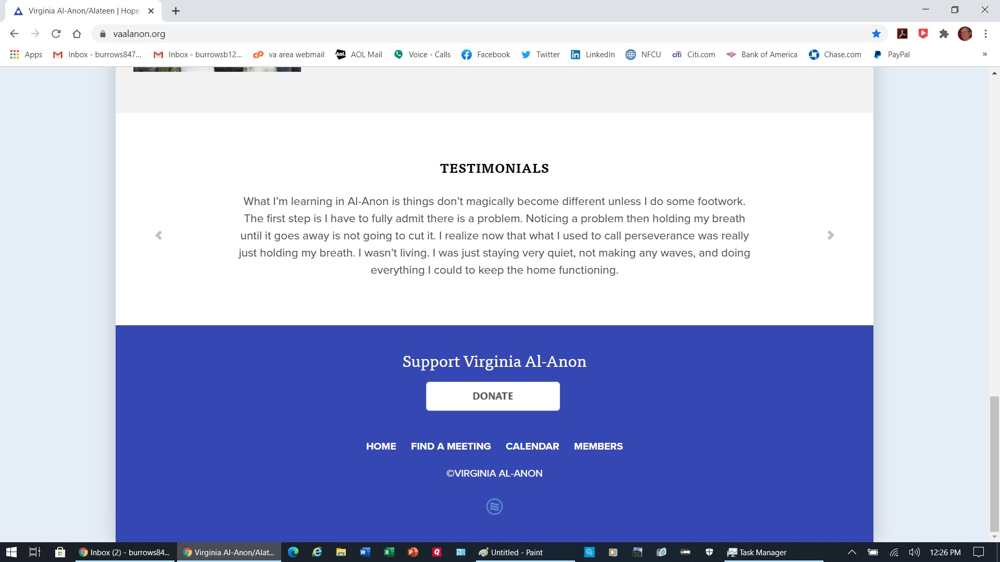 Virginia Al-Anon/Alateen | Hope
vaalanon.org
Apps Inbox - burrows847... Inbox - burrowsb12... cP va area webmail Aol. AOL Mail Voice - Calls Facebook Twitter in LinkedIn NFCU citi Citi.com Bank of America Chase.com PayPal »
TESTIMONIALS
What I’m learning in Al-Anon is things don’t magically become different unless I do some footwork.
The first step is I have to fully admit there is a problem. Noticing a problem then holding my breath
until it goes away is not going to cut it. I realize now that what I used to call perseverance was really
just holding my breath. I wasn’t living. I was just staying very quiet, not making any waves, and doing
everything I could to keep the home functioning.
Support Virginia Al-Anon
DONATE
HOME FIND A MEETING CALENDAR MEMBERS
©VIRGINIA AL-ANON
Inbox (2) - burrows84... Virginia Al-Anon/Alat... Untitled - Paint Task Manager 12:26 PM